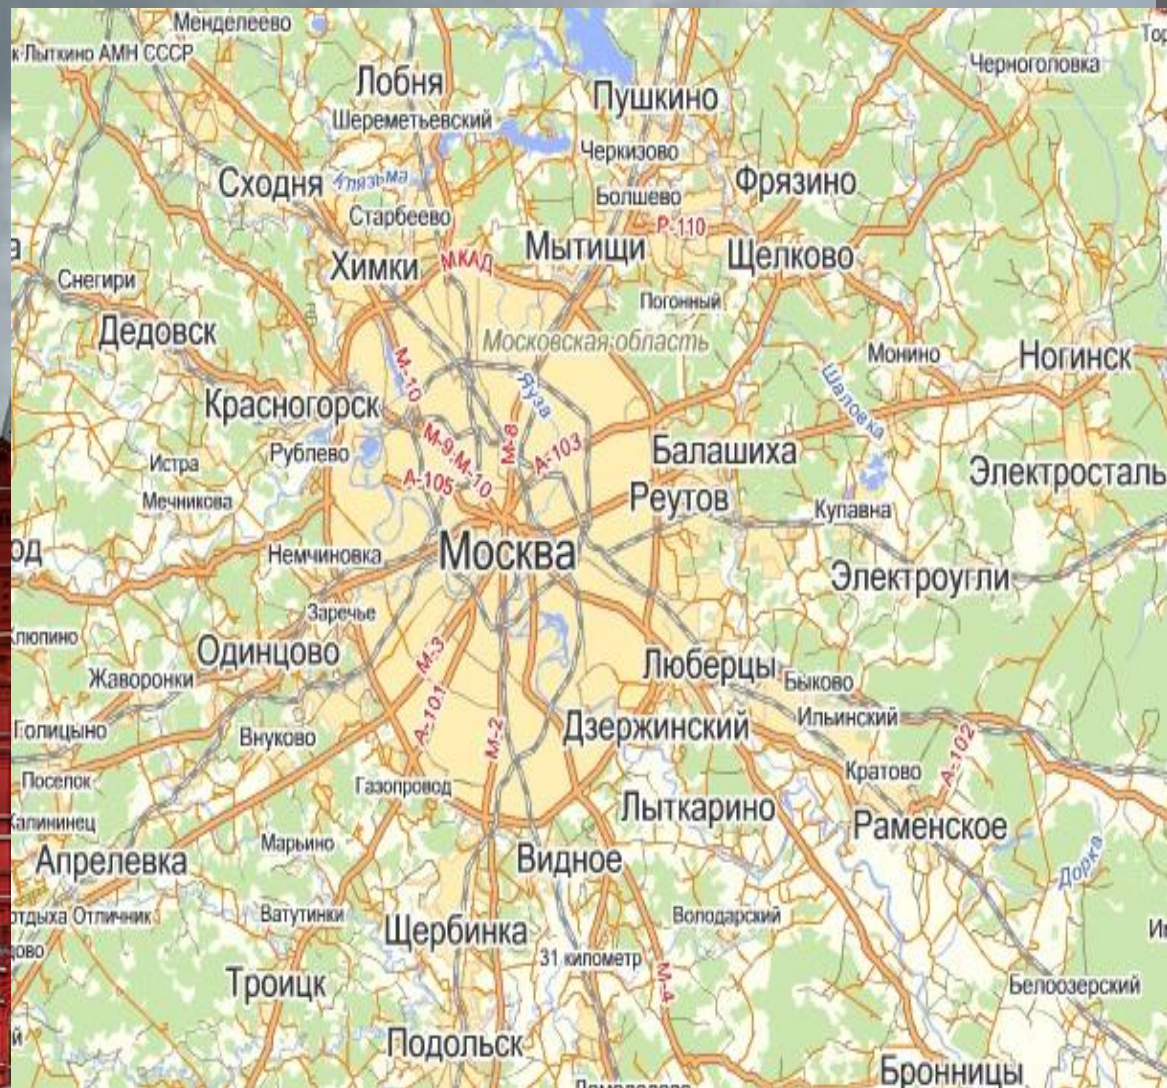 Менделеево
к Лыткино АМН СССР
Черноголовка
Лобня
Пушкино
Шереметьевский
Черкизово
Клязьма
Сходня
Фрязино
Болшево
Старбеево
Р-110
Мытищи
Щелково
Химки
МКАД
Снегири
Погонный
Дедовск
Московская область
Монино
Ногинск
М-10
Яуза
Шаловка
Красногорск
М-9
М-10
М-8
А-103
Рублево
Балашиха
Истра
Электросталь
А-105
Мечникова
Реутов
Купавна
Немчиновка
Москва
Электроугли
Заречье
Одинцово
М-3
Люберцы
Быково
Жаворонки
А-101
М-2
Ильинский
Голицыно
Внуково
Дзержинский
А-102
Поселок
Газопровод
Кратово
Лыткарино
Раменское
Марьино
Апрелевка
Видное
Дорка
отдыха Отличник
Ватутинки
Володарский
Щербинка
31 километр
М-4
Троицк
Белоозерский
Подольск
Бронницы